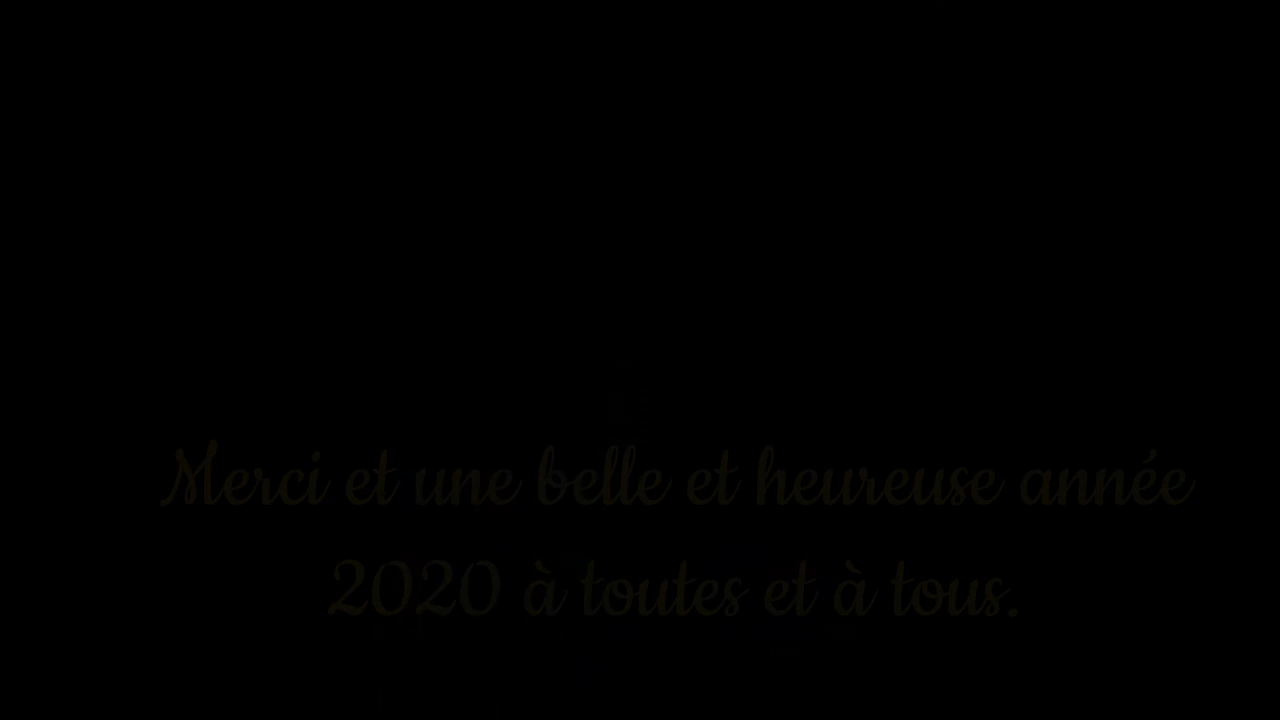 Merci et une belle et heureuse année
2020 à toutes et à tous.